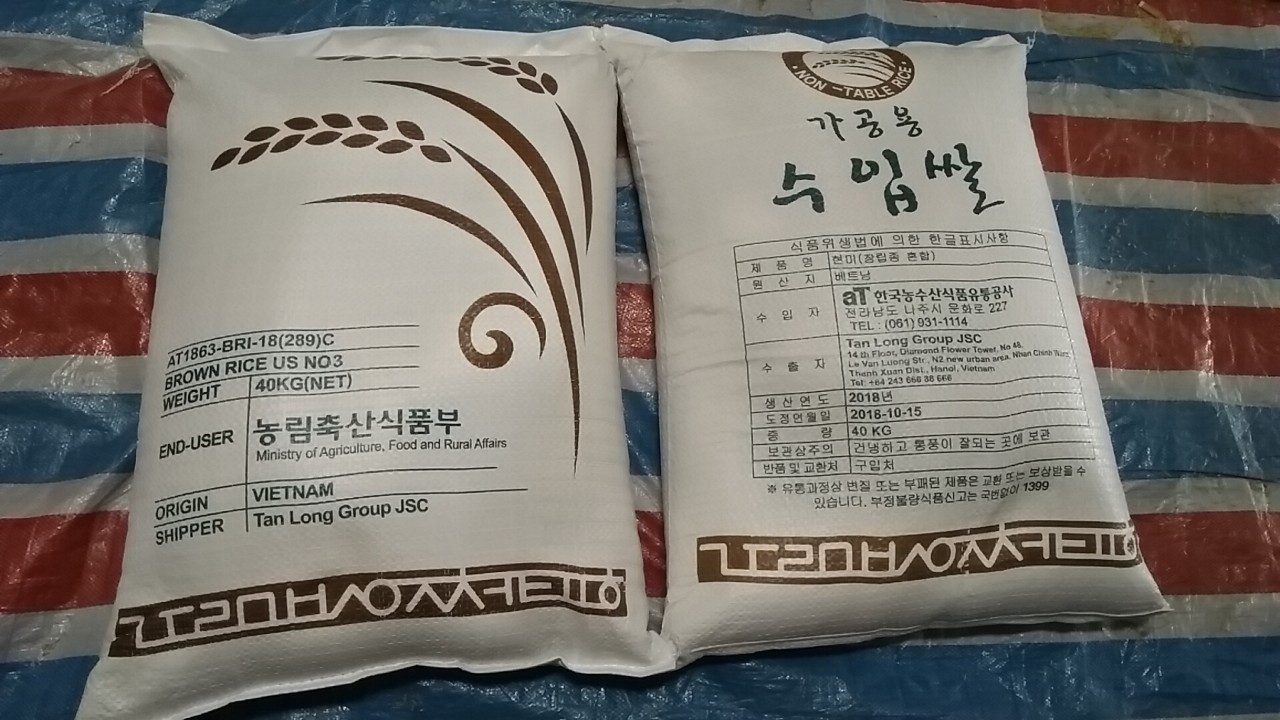 AT1863-BRI-18(289)C
BROWN RICE US NO3
WEIGHT 40KG(NET)
END-USER 농림축산식품부
Ministry of Agriculture, Food and Rural Affairs
ORIGIN VIETNAM
SHIPPER Tan Long Group JSC
NON-TABLE RICE
가공용
수입쌀
식품위생법에 의한 한글표시사항
제품명 현미(장립종 혼합)
원산지 베트남
수입자 aT 한국농수산식품유통공사
전라남도 나주시 문화로 227
TEL : (061) 931-1114
수출자 Tan Long Group JSC
14 th Floor, Diamond Flower Tower, No 48,
Le Van Luong Str., N2 new urban area, Nhan Chinh Ward,
Thanh Xuan Dist., Hanoi, Vietnam
Tel: +84 243 666 38 666
생산연도 2018년
도정연월일 2018-10-15
중량 40 KG
보관상주의 건냉하고 통풍이 잘되는 곳에 보관
반품 및 교환처 구입처
※ 유통과정상 변질 또는 부패된 제품은 교환 또는 보상받을 수
있습니다. 부정불량식품신고는 국번없이 1399